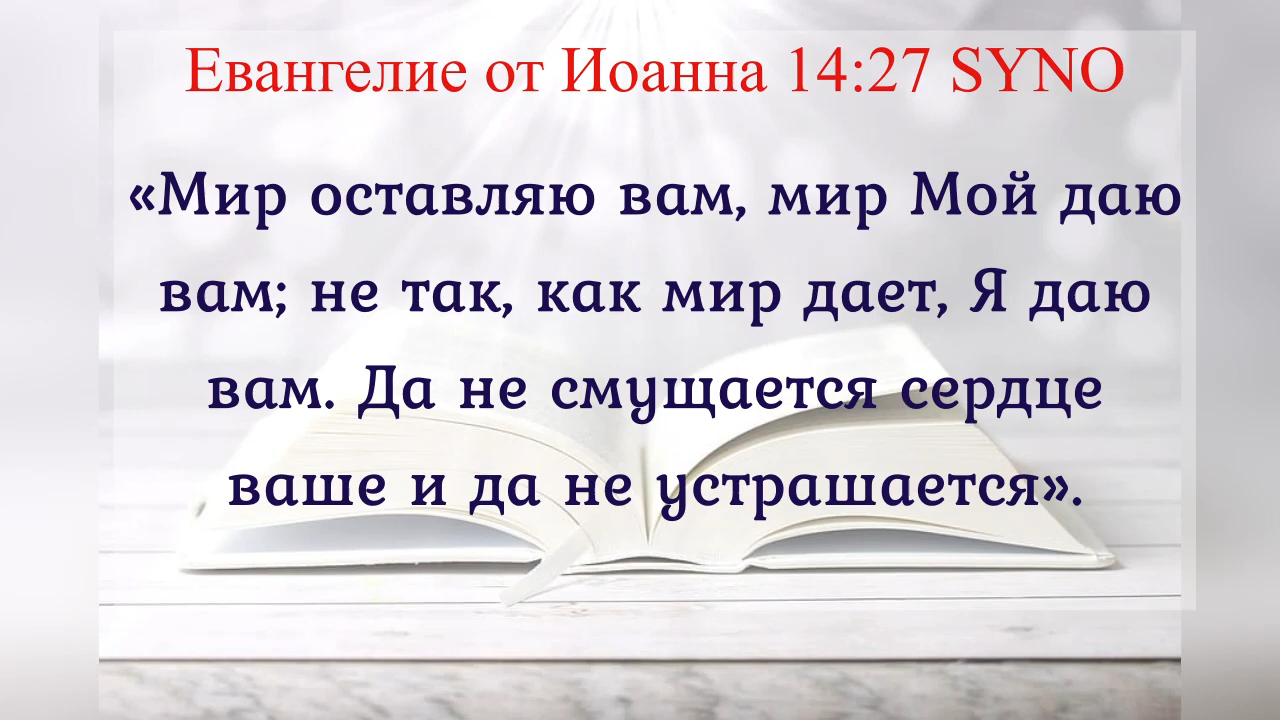 Евангелие от Иоанна 14:27 SYNO
«Мир оставляю вам, мир Мой даю
вам; не так, как мир дает, Я даю
вам. Да не смущается сердце
ваше и да не устрашается».